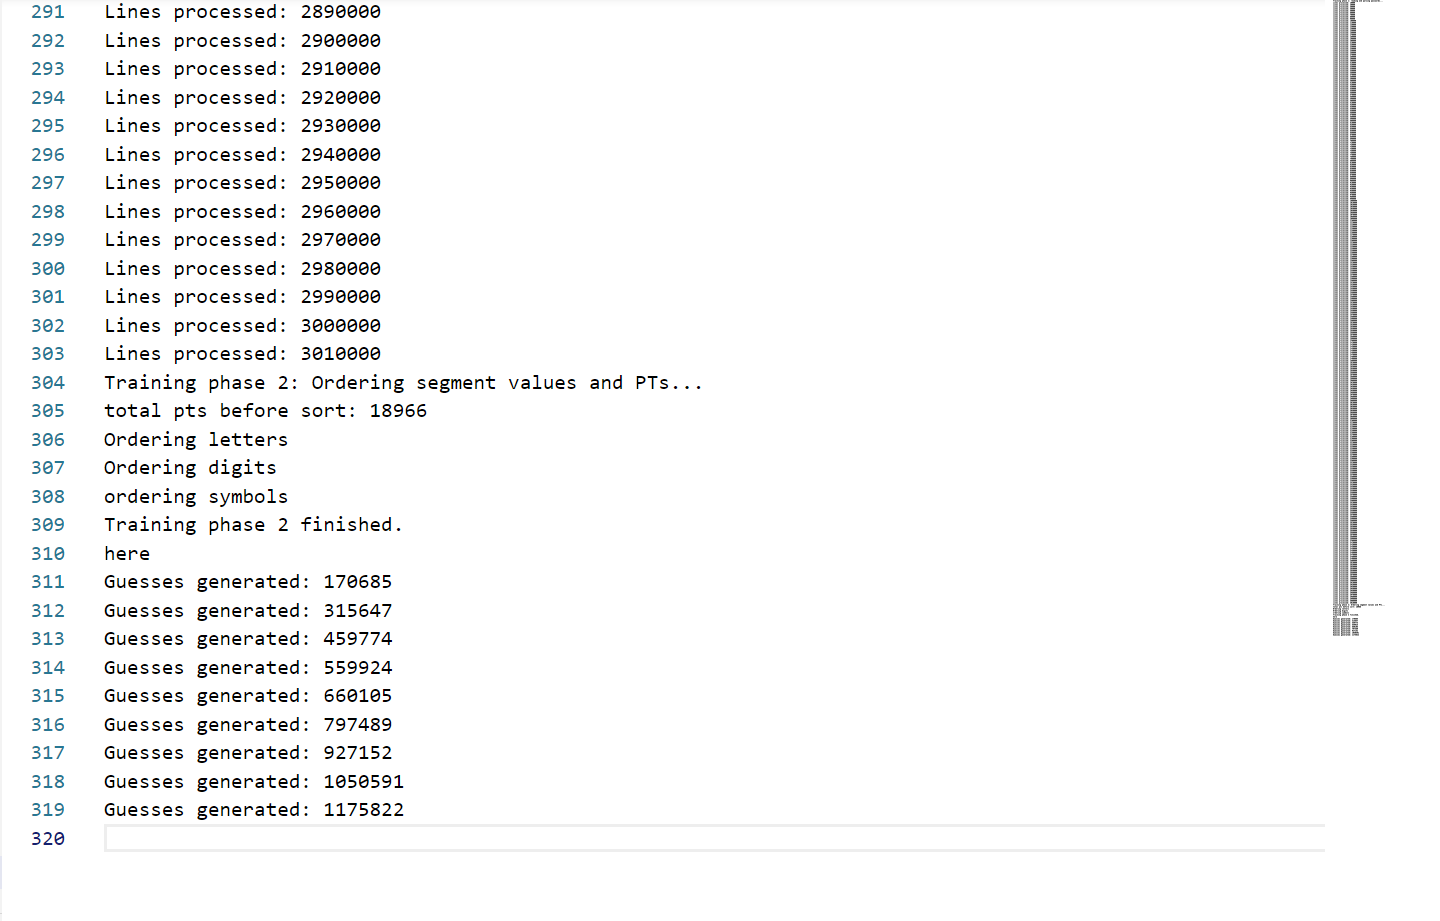 291 Lines processed: 2890000
292 Lines processed: 2900000
293 Lines processed: 2910000
294 Lines processed: 2920000
295 Lines processed: 2930000
296 Lines processed: 2940000
297 Lines processed: 2950000
298 Lines processed: 2960000
299 Lines processed: 2970000
300 Lines processed: 2980000
301 Lines processed: 2990000
302 Lines processed: 3000000
303 Lines processed: 3010000
304 Training phase 2: Ordering segment values and PTs...
305 total pts before sort: 18966
306 Ordering letters
307 Ordering digits
308 ordering symbols
309 Training phase 2 finished.
310 here
311 Guesses generated: 170685
312 Guesses generated: 315647
313 Guesses generated: 459774
314 Guesses generated: 559924
315 Guesses generated: 660105
316 Guesses generated: 797489
317 Guesses generated: 927152
318 Guesses generated: 1050591
319 Guesses generated: 1175822
320